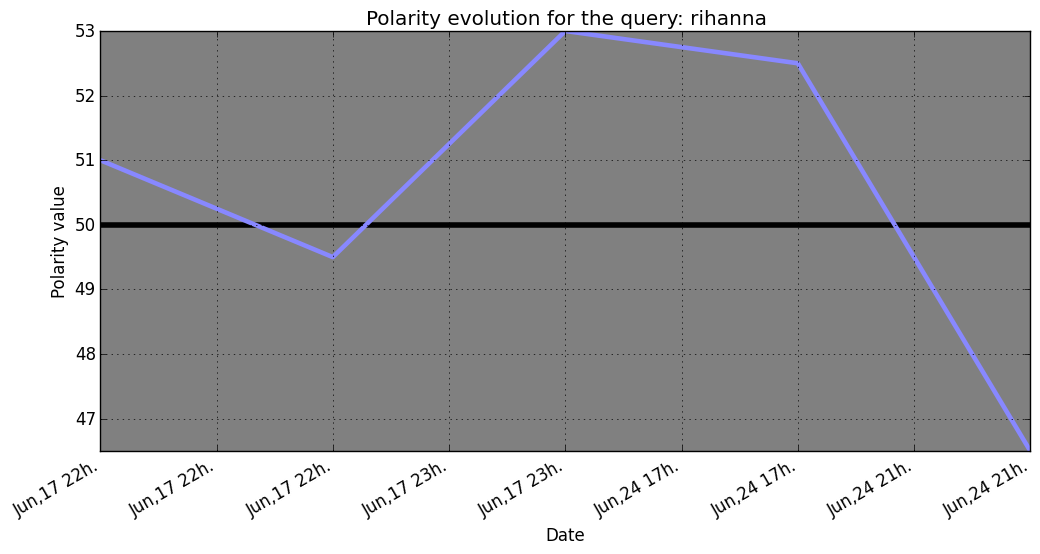 Polarity evolution for the query: rihanna
53
52
51
50
49
48
47
Polarity value
Jun,17 22h.
Jun,17 22h.
Jun,17 22h.
Jun,17 23h.
Jun,17 23h.
Jun,24 17h.
Jun,24 17h.
Jun,24 21h.
Jun,24 21h.
Date